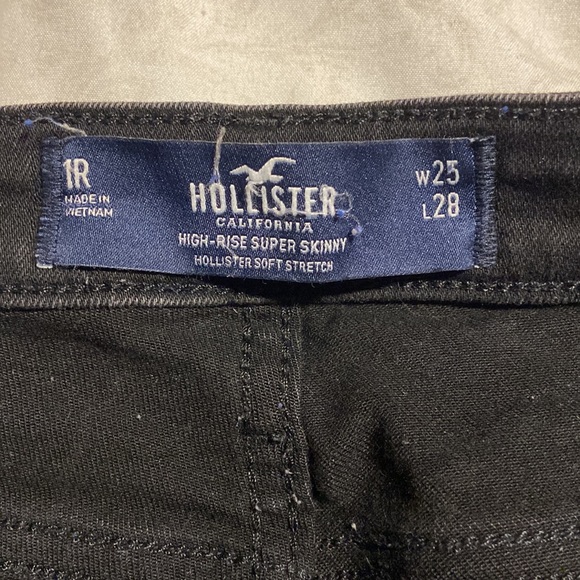 1R
MADE IN
VIETNAM
HOLLISTER
CALIFORNIA
HIGH-RISE SUPER SKINNY
HOLLISTER SOFT STRETCH
W25
L28